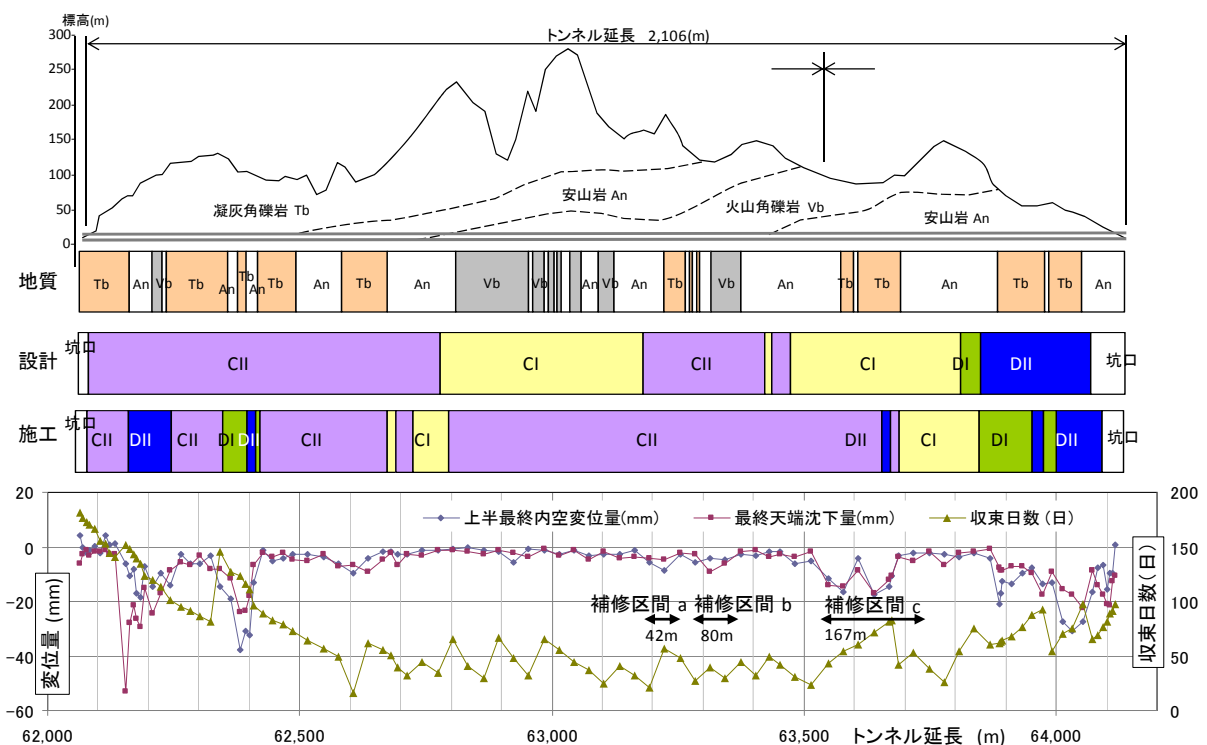 標高(m)
トンネル延長 2,106(m)
300
250
200
150
100
50
0
凝灰角礫岩 Tb
安山岩 An
火山角礫岩 Vb
安山岩 An
地質
Tb An Vb Tb An Tb An Tb An Tb An Vb Vb An Vb An Tb Vb An Tb Tb An Tb Tb An
設計
坑口 CII CI CII CI DI DII 坑口
施工
坑口 CII DII CII DI DII CII CI CII DII CI DI DII 坑口
上半最終内空変位量(mm) 最終天端沈下量(mm) 収束日数(日)
20
0
-20
-40
-60
変位量 (mm)
200
150
100
50
0
収束日数(日)
補修区間 a
42m
補修区間 b
80m
補修区間 c
167m
62,000 62,500 63,000 63,500 64,000
トンネル延長 (m)